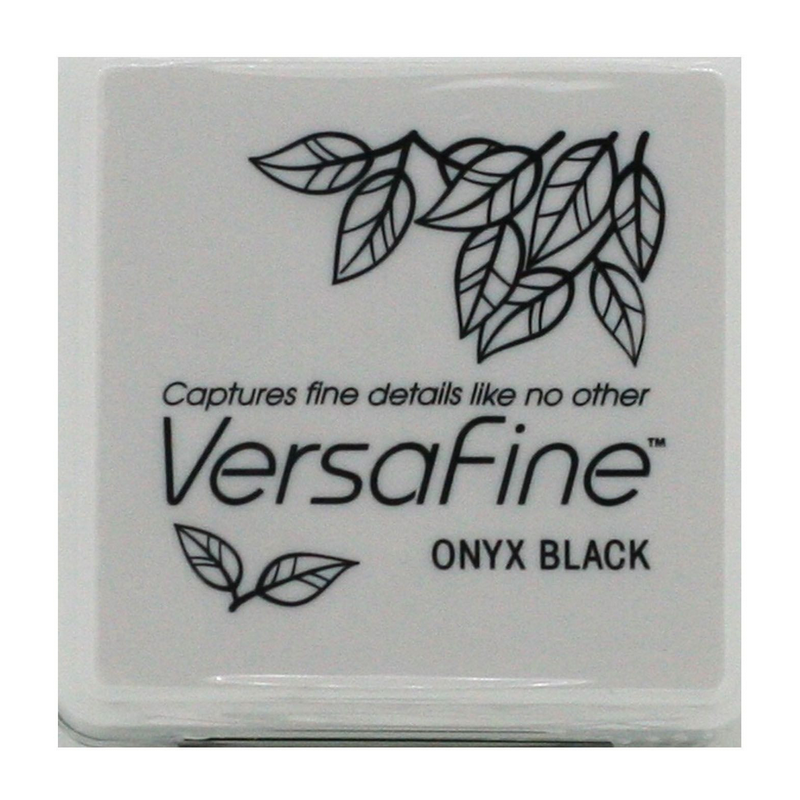 Captures fine details like no other
VersaFine™
ONYX BLACK